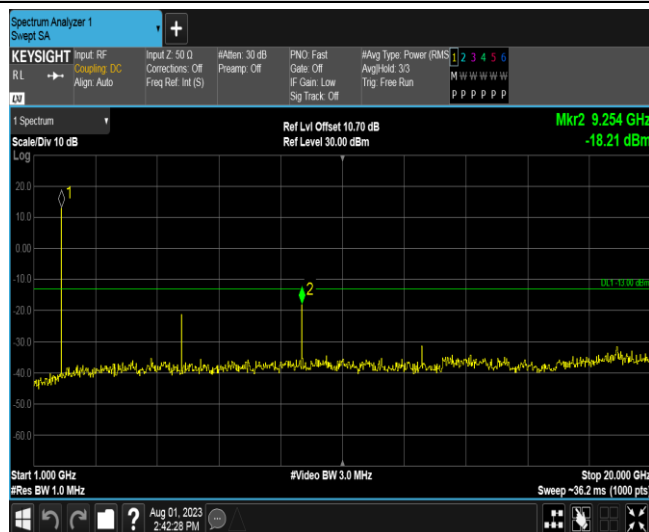 Spectrum Analyzer 1
Swept SA
+
KEYSIGHT Input: RF Input Z: 50 Ω #Atten: 30 dB PNO: Fast #Avg Type: Power (RMS 1 2 3 4 5 6
RL Coupling: DC Corrections: Off Preamp: Off Gate: Off Avg|Hold: 3/3 M W W W W W
Align: Auto Freq Ref: Int (S) IF Gain: Low Trig: Free Run
LXI Sig Track: Off P P P P P P
1 Spectrum Ref Lvl Offset 10.70 dB Mkr2 9.254 GHz
Scale/Div 10 dB Ref Level 30.00 dBm -18.21 dBm
Log
20.0
1
10.0
0.00
-10.0
DL1 -13.00 dBm
2
-20.0
-30.0
-40.0
-50.0
-60.0
Start 1.000 GHz #Video BW 3.0 MHz Stop 20.000 GHz
#Res BW 1.0 MHz Sweep ~36.2 ms (1000 pts)
? Aug 01, 2023
2:42:28 PM